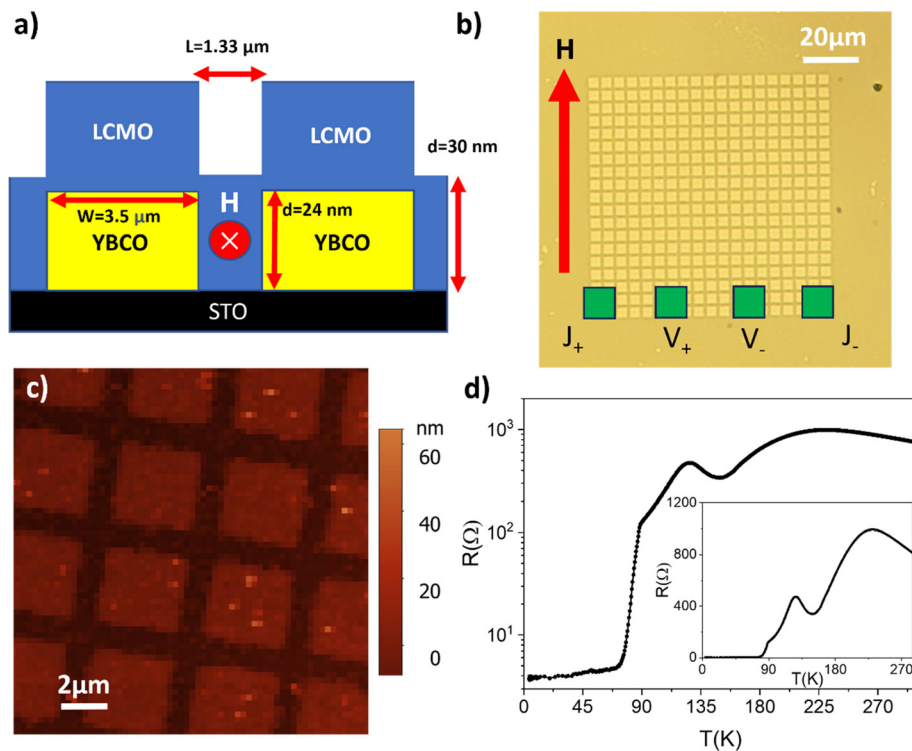 a)
L=1.33 μm
LCMO
LCMO
d=30 nm
H
W=3.5 μm
d=24 nm
YBCO
YBCO
STO
b)
20μm
H
J+
V+
V-
J-
c)
nm
60
40
20
0
2μm
d)
10³
10²
10¹
R(Ω)
0
45
90
135
180
225
270
T(K)
1200
800
400
0
R(Ω)
0
90
180
270
T(K)